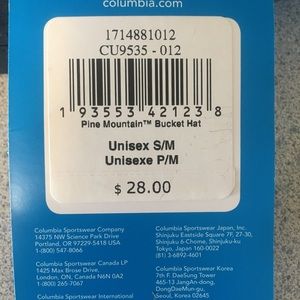 columbia.com
1714881012
CU9535 - 012
1 93553 42123 8
Pine Mountain™ Bucket Hat
Unisex S/M
Unisexe P/M
$ 28.00
Columbia Sportswear Company
14375 NW Science Park Drive
Portland, OR 97229-5418 USA
1-(800) 547-8066
Columbia Sportswear Canada LP
1425 Max Brose Drive,
London, ON, Canada N6N 0A2
1-(800) 265-7067
Columbia Sportswear International
Columbia Sportswear Japan, Inc.
Shinjuku Eastside Square 7F, 27-30,
Shinjuku 6-Chome, Shinjuku-ku
Tokyo, Japan 160-0022
(81) 3-6892-4601
Columbia Sportswear Korea
7th F. DaeSung Tower
465-13 JangAn-dong,
DongDaeMun-gu,
Seoul, Korea 02645